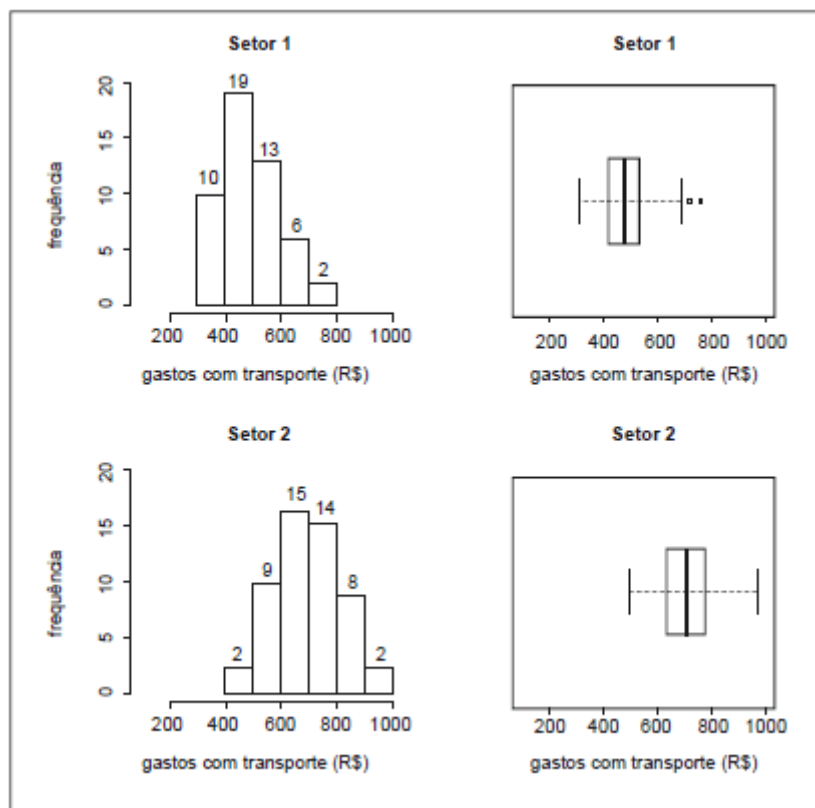 Setor 1
frequência
0 5 10 15 20
10 19 13 6 2
200 400 600 800 1000
gastos com transporte (R$)
Setor 1
200 400 600 800 1000
gastos com transporte (R$)
Setor 2
frequência
0 5 10 15 20
2 9 15 14 8 2
200 400 600 800 1000
gastos com transporte (R$)
Setor 2
200 400 600 800 1000
gastos com transporte (R$)